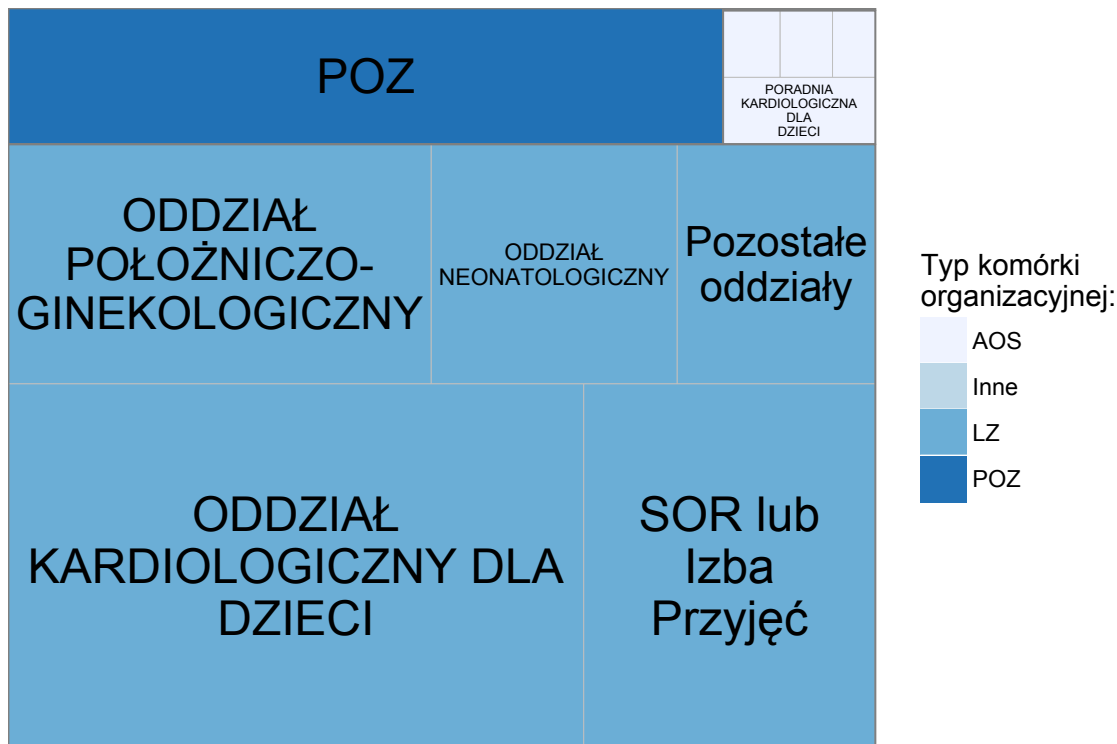 POZ
PORADNIA
KARDIOLOGICZNA
DLA
DZIECI
ODDZIAŁ
POŁOŻNICZO-
GINEKOLOGICZNY
ODDZIAŁ
NEONATOLOGICZNY
Pozostałe
oddziały
ODDZIAŁ
KARDIOLOGICZNY DLA
DZIECI
SOR lub
Izba
Przyjęć
Typ komórki
organizacyjnej:
AOS
Inne
LZ
POZ